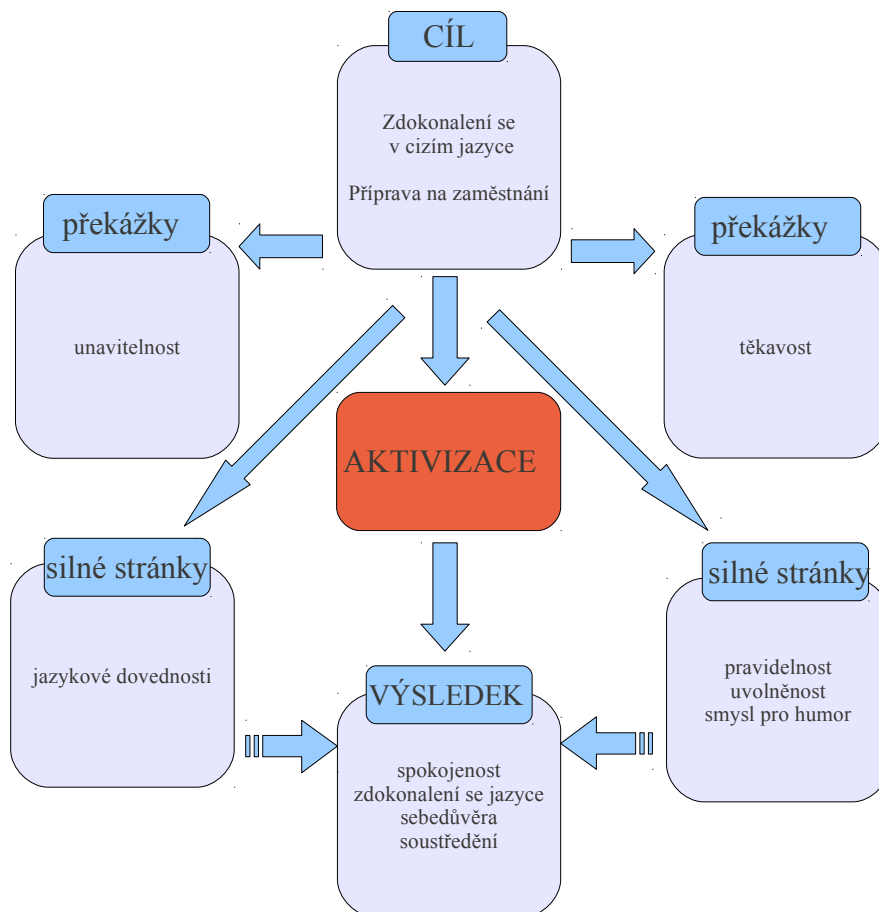 CÍL
Zdokonalení se
v cizím jazyce
Příprava na zaměstnání
překážky
unavitelnost
překážky
těkavost
AKTIVIZACE
silné stránky
jazykové dovednosti
silné stránky
pravidelnost
uvolněnost
smysl pro humor
VÝSLEDEK
spokojenost
zdokonalení se jazyce
sebedůvěra
soustředění